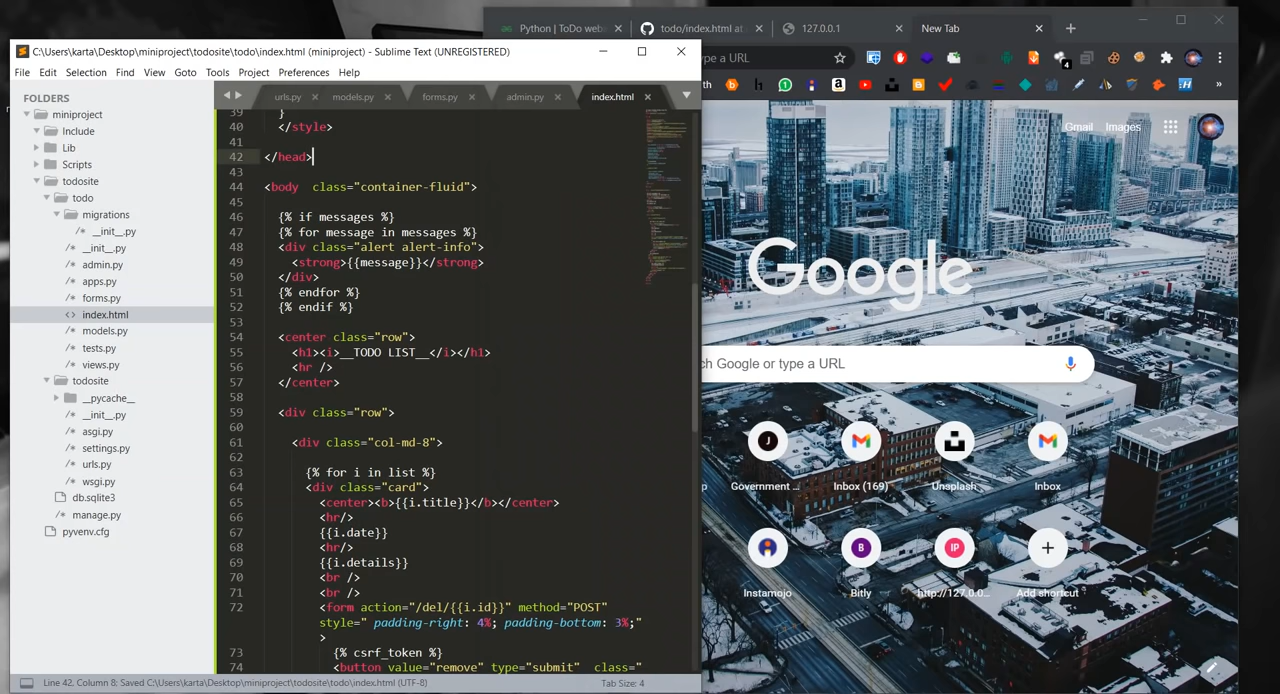 C:\Users\karta\Desktop\miniproject\todosite\todo\index.html (miniproject) - Sublime Text (UNREGISTERED)
File Edit Selection Find View Goto Tools Project Preferences Help
FOLDERS
miniproject
Include
Lib
Scripts
todosite
todo
migrations
/* __init__.py
/* __init__.py
/* admin.py
/* apps.py
/* forms.py
<> index.html
/* models.py
/* tests.py
/* views.py
todosite
__pycache__
/* __init__.py
/* asgi.py
/* settings.py
/* urls.py
/* wsgi.py
db.sqlite3
/* manage.py
pyvenv.cfg
urls.py models.py forms.py admin.py index.html
39 }
40 </style>
41
42 </head>
43
44 <body  class="container-fluid">
45
46 {% if messages %}
47 {% for message in messages %}
48 <div class="alert alert-info">
49 <strong>{{message}}</strong>
50 </div>
51 {% endfor %}
52 {% endif %}
53
54 <center class="row">
55 <h1><i>__TODO LIST__</i></h1>
56 <hr />
57 </center>
58
59 <div class="row">
60
61 <div class="col-md-8">
62
63 {% for i in list %}
64 <div class="card">
65 <center><b>{{i.title}}</b></center>
66 <hr/>
67 {{i.date}}
68 <hr/>
69 {{i.details}}
70 <br />
71 <br />
72 <form action="/del/{{i.id}}" method="POST"
style=" padding-right: 4%; padding-bottom: 3%;"
>
73 {% csrf_token %}
74 <button value="remove" type="submit"  class="
Line 42, Column 8; Saved C:\Users\karta\Desktop\miniproject\todosite\todo\index.html (UTF-8)
Tab Size: 4
Python | ToDo web todo/index.html at 127.0.0.1 New Tab
ype a URL
4
Gmail Images
Google
ch Google or type a URL
Government ... Inbox (169) Unsplash Inbox
Instamojo Bitly http://127.0.0... Add shortcut